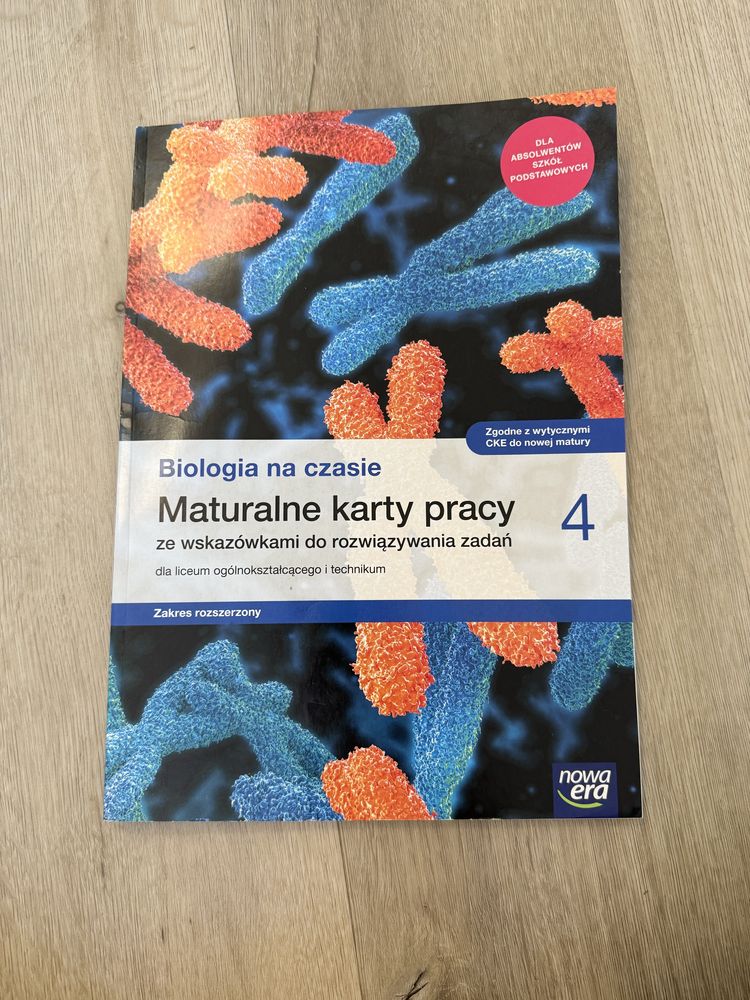 DLA
ABSOLWENTÓW
SZKÓŁ
PODSTAWOWYCH
Zgodne z wytycznymi
CKE do nowej matury
Biologia na czasie
Maturalne karty pracy
4
ze wskazówkami do rozwiązywania zadań
dla liceum ogólnokształcącego i technikum
Zakres rozszerzony
nowa
era